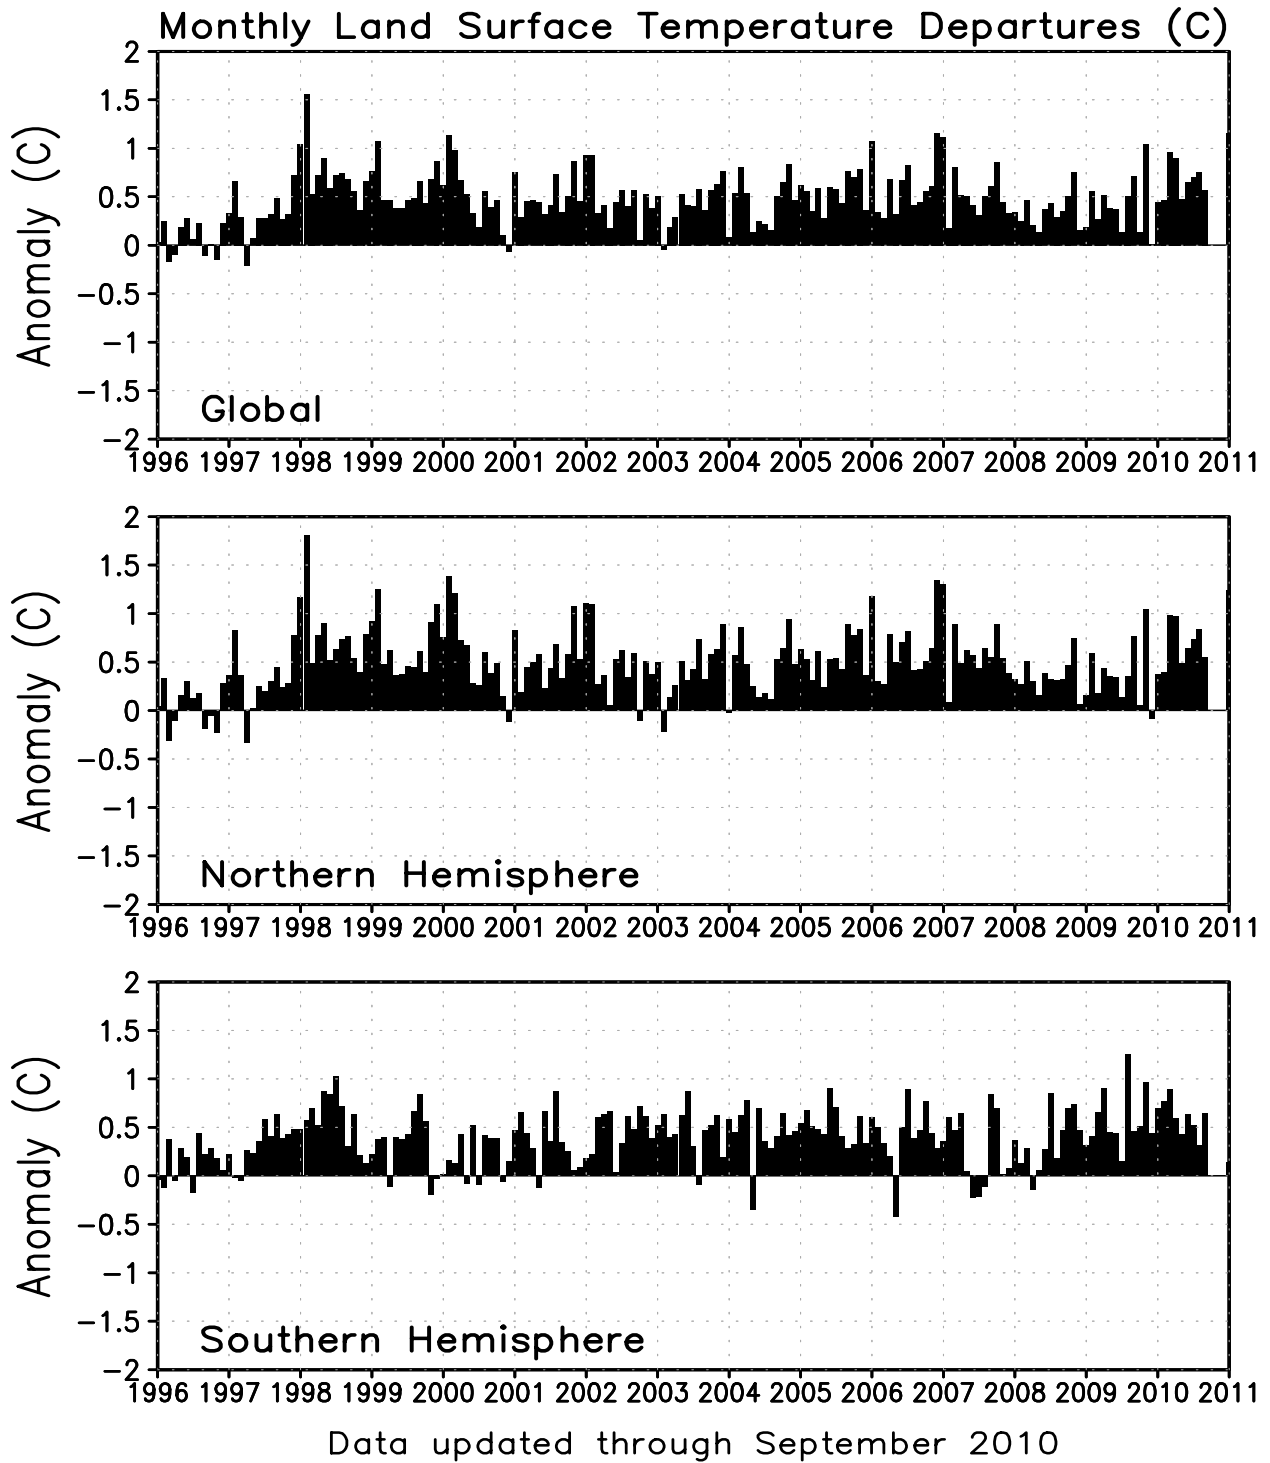 Monthly Land Surface Temperature Departures (C)
2
1.5
1
0.5
0
−0.5
−1
−1.5
−2
Anomaly (C)
Global
1996 1997 1998 1999 2000 2001 2002 2003 2004 2005 2006 2007 2008 2009 2010 2011
2
1.5
1
0.5
0
−0.5
−1
−1.5
−2
Anomaly (C)
Northern Hemisphere
1996 1997 1998 1999 2000 2001 2002 2003 2004 2005 2006 2007 2008 2009 2010 2011
2
1.5
1
0.5
0
−0.5
−1
−1.5
−2
Anomaly (C)
Southern Hemisphere
1996 1997 1998 1999 2000 2001 2002 2003 2004 2005 2006 2007 2008 2009 2010 2011
Data updated through September 2010